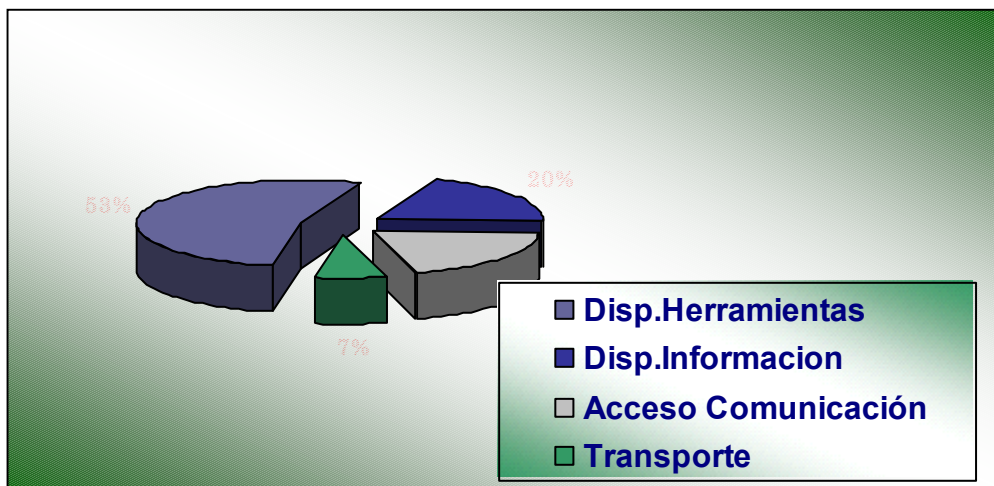 20%
53%
7%
Disp.Herramientas
Disp.Informacion
Acceso Comunicación
Transporte